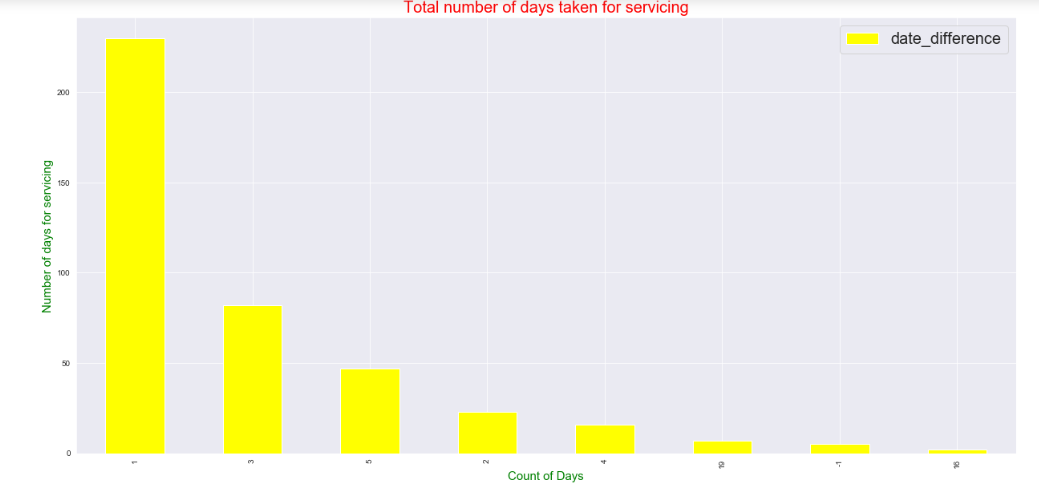 Total number of days taken for servicing
date_difference
200
150
100
50
0
Number of days for servicing
1 3 5 2 4 19 -1 16
Count of Days